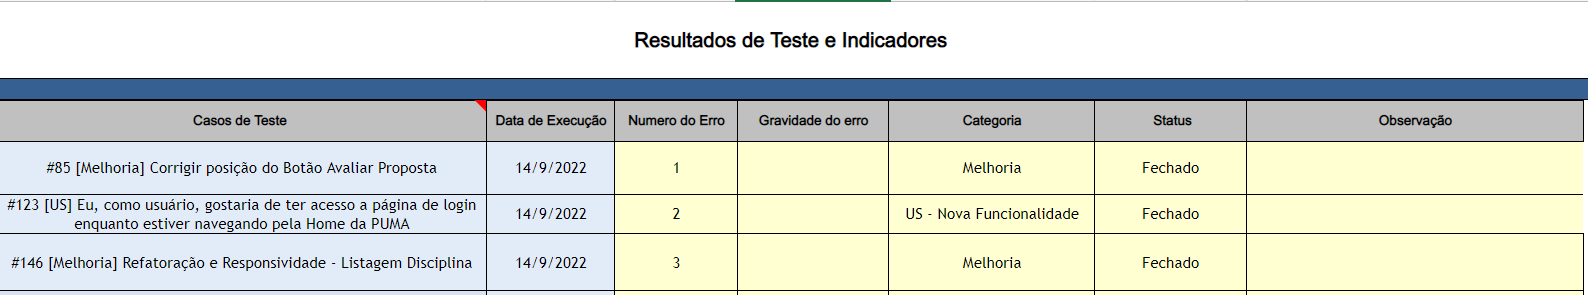 Resultados de Teste e Indicadores
Casos de Teste
Data de Execução
Numero do Erro
Gravidade do erro
Categoria
Status
Observação
#85 [Melhoria] Corrigir posição do Botão Avaliar Proposta
14/9/2022
1
Melhoria
Fechado
#123 [US] Eu, como usuário, gostaria de ter acesso a página de login
enquanto estiver navegando pela Home da PUMA
14/9/2022
2
US - Nova Funcionalidade
Fechado
#146 [Melhoria] Refatoração e Responsividade - Listagem Disciplina
14/9/2022
3
Melhoria
Fechado